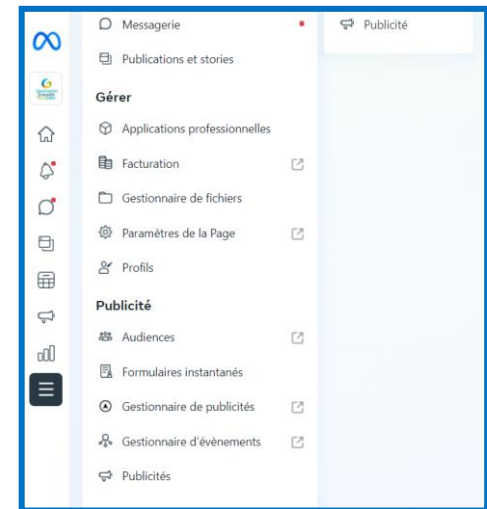 Messagerie
Publicité
Publications et stories
Gérer
Applications professionnelles
Facturation
Gestionnaire de fichiers
Paramètres de la Page
Profils
Publicité
Audiences
Formulaires instantanés
Gestionnaire de publicités
Gestionnaire d'évènements
Publicités